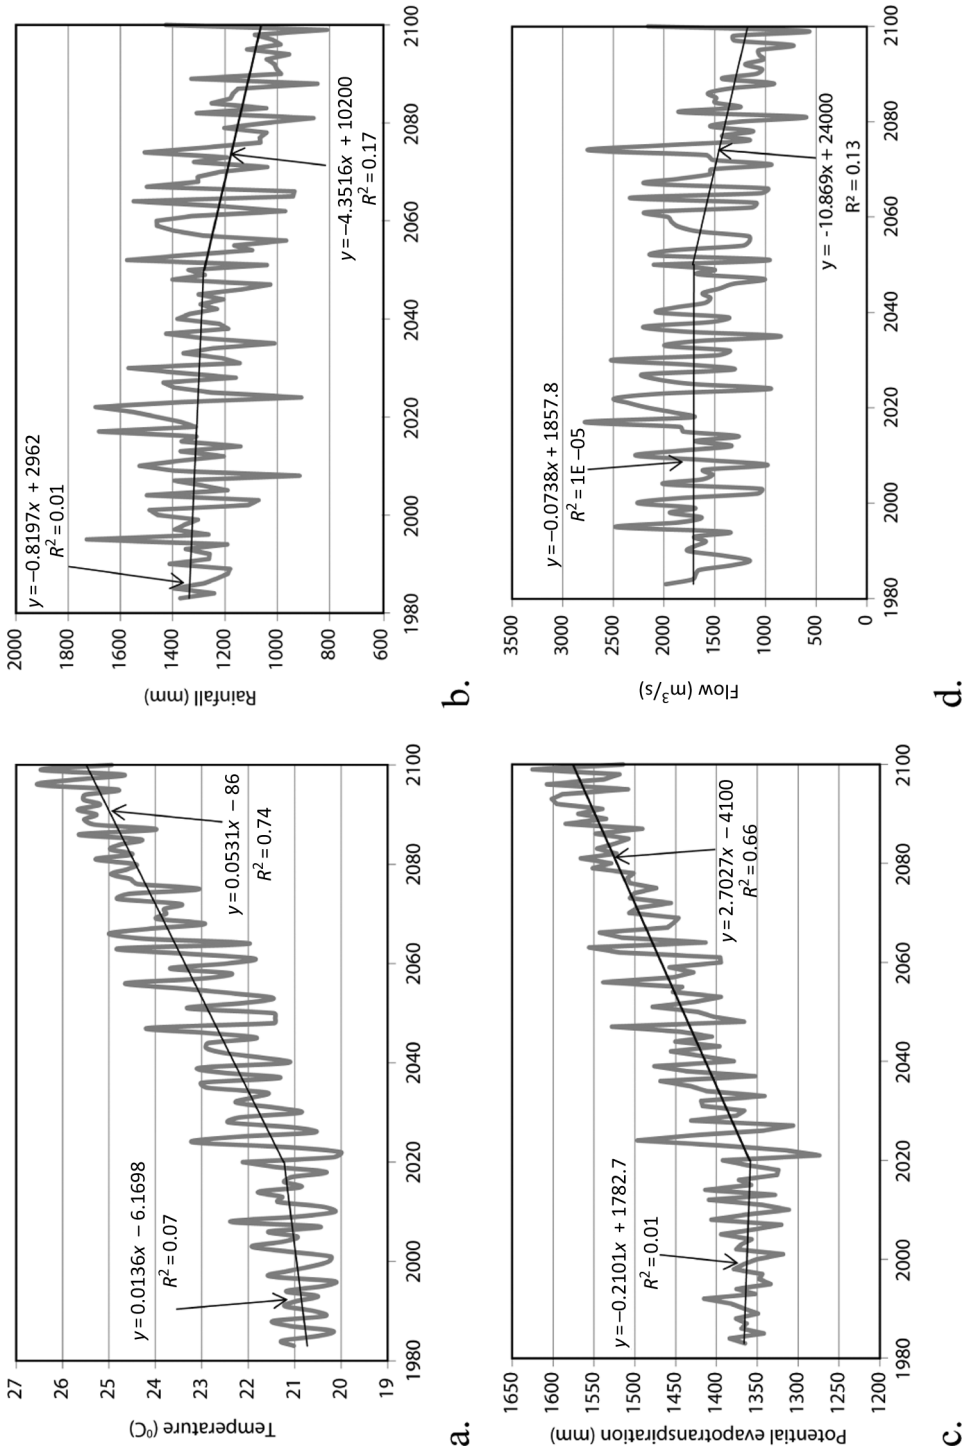 27
26
25
24
23
22
21
20
19
Temperature (⁰C)
1980
2000
2020
2040
2060
2080
2100
y = 0.0136x − 6.1698
R² = 0.07
y = 0.0531x − 86
R² = 0.74
a.
2000
1800
1600
1400
1200
1000
800
600
Rainfall (mm)
1980
2000
2020
2040
2060
2080
2100
y = −0.8197x + 2962
R² = 0.01
y = −4.3516x + 10200
R² = 0.17
b.
1650
1600
1550
1500
1450
1400
1350
1300
1250
1200
Potential evapotranspiration (mm)
1980
2000
2020
2040
2060
2080
2100
y = −0.2101x + 1782.7
R² = 0.01
y = 2.7027x − 4100
R² = 0.66
c.
3500
3000
2500
2000
1500
1000
500
0
Flow (m³/s)
1980
2000
2020
2040
2060
2080
2100
y = −0.0738x + 1857.8
R² = 1E −05
y = -10.869x + 24000
R² = 0.13
d.